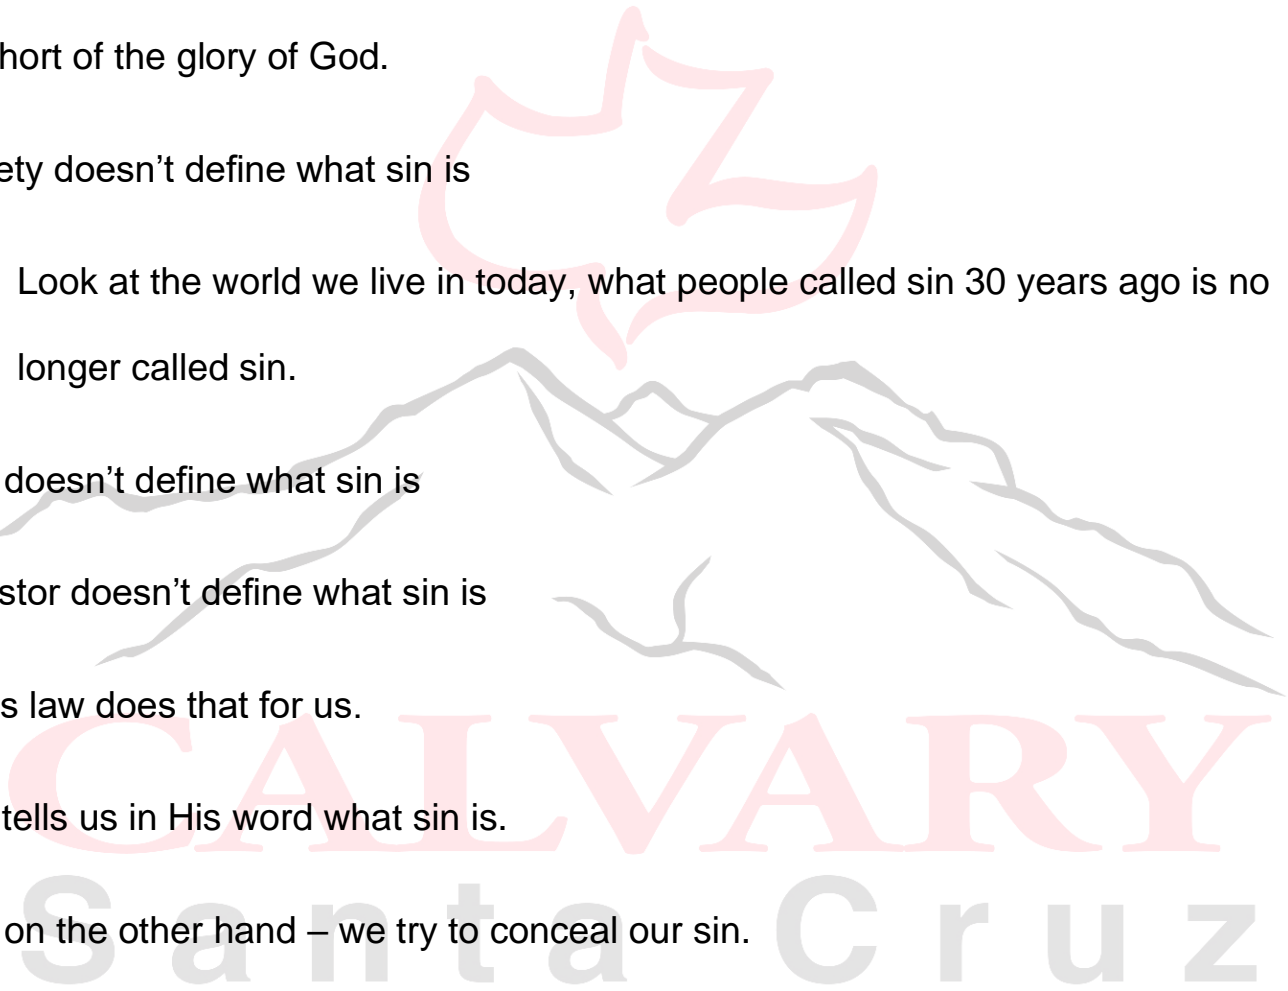 hort of the glory of God.
ety doesn’t define what sin is
Look at the world we live in today, what people called sin 30 years ago is no
longer called sin.
doesn’t define what sin is
stor doesn’t define what sin is
s law does that for us.
CALVARY
tells us in His word what sin is.
on the other hand – we try to conceal our sin.
Santa Cruz